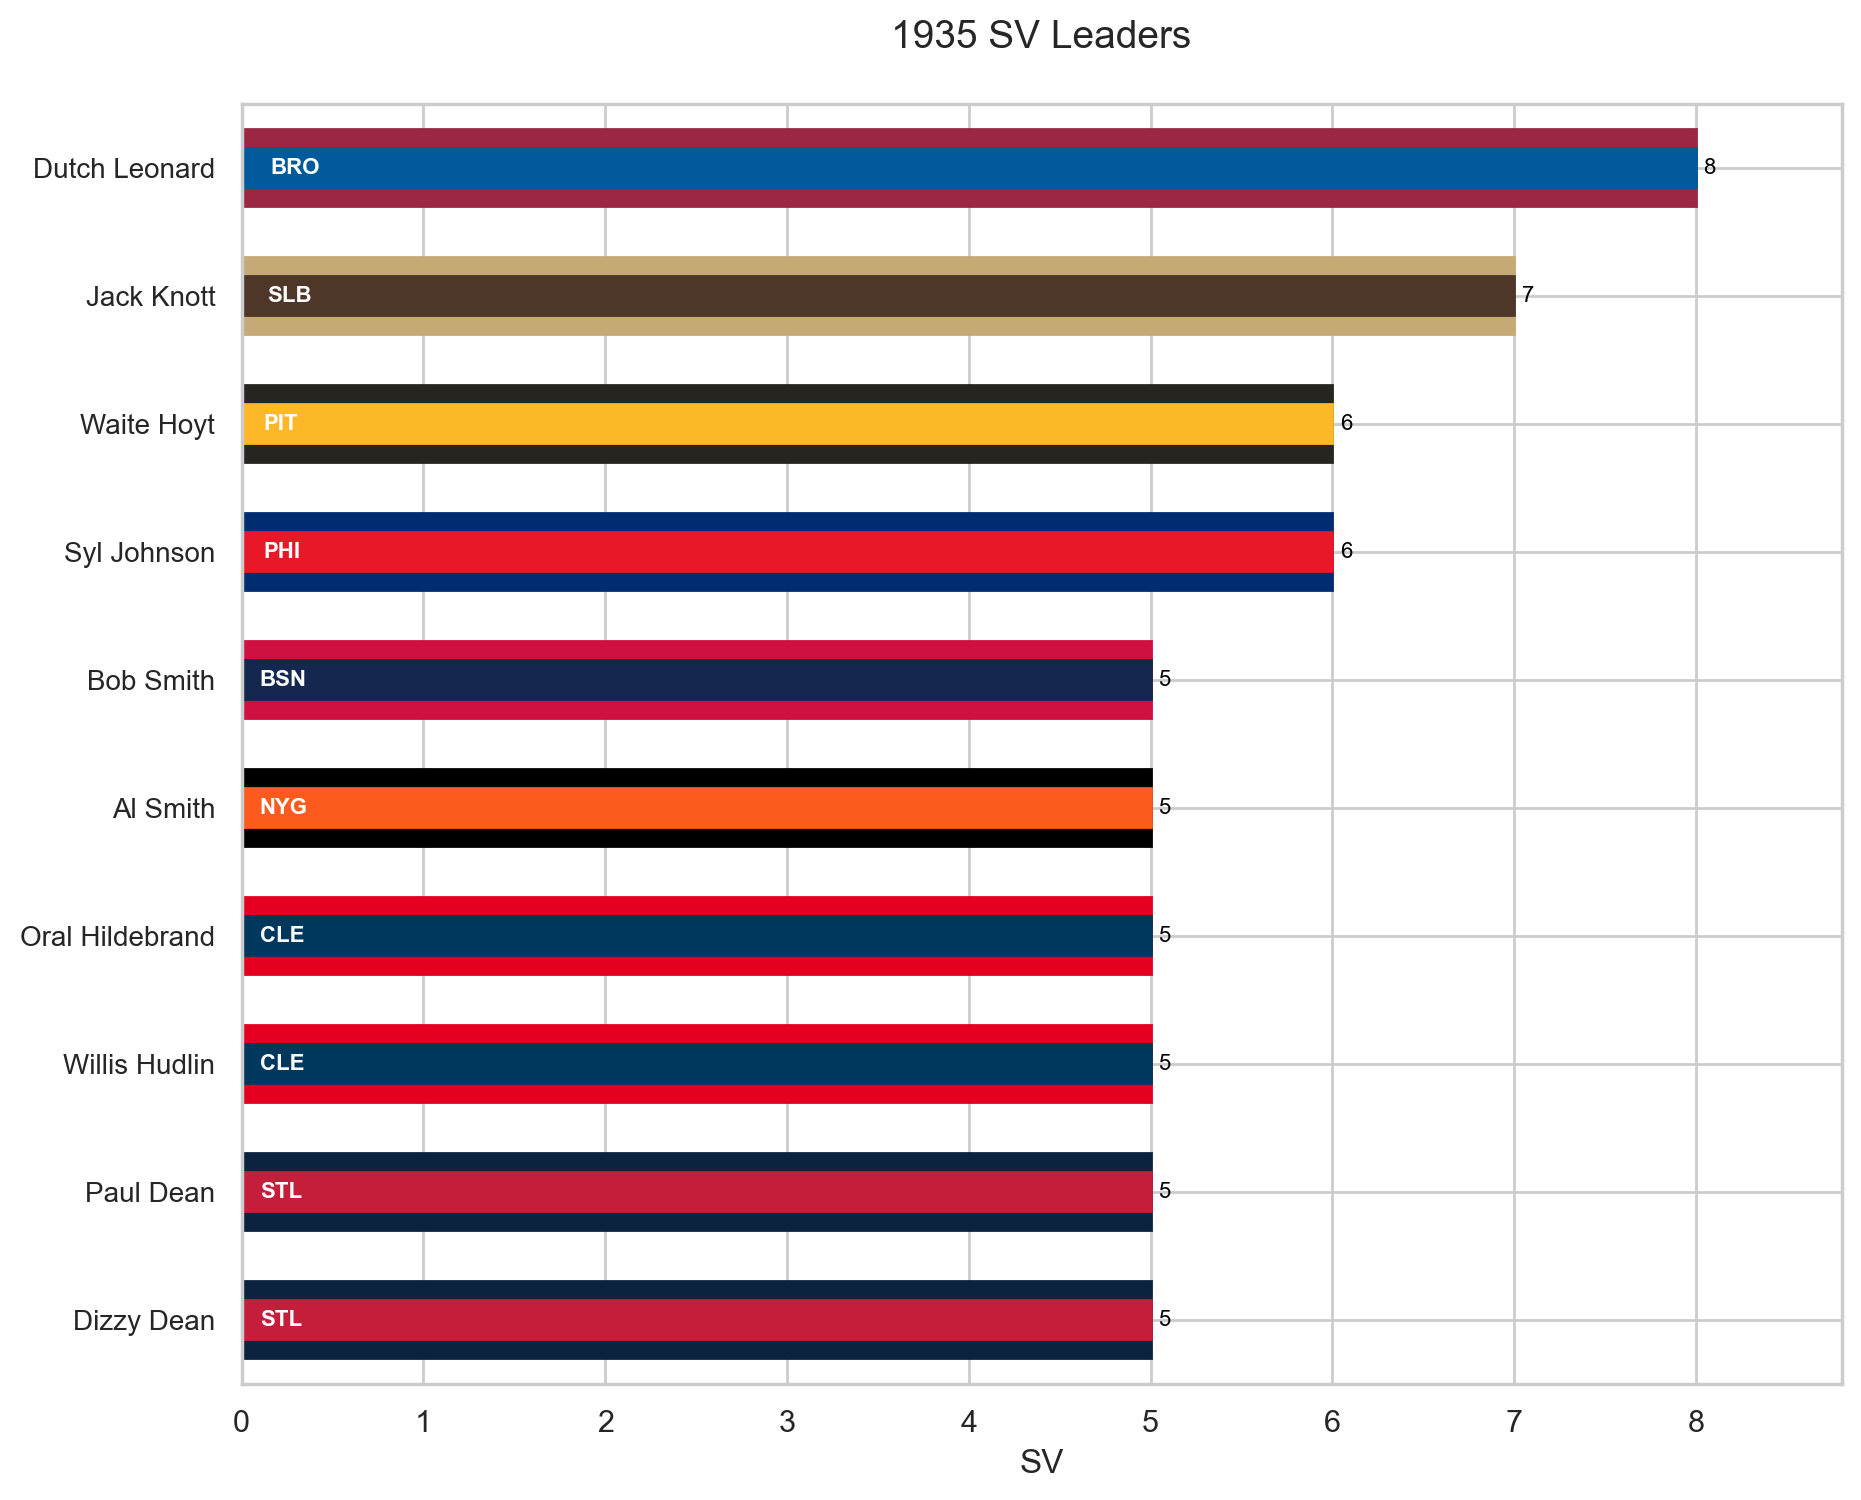 1935 SV Leaders
Dutch Leonard BRO 8
Jack Knott SLB 7
Waite Hoyt PIT 6
Syl Johnson PHI 6
Bob Smith BSN 5
Al Smith NYG 5
Oral Hildebrand CLE 5
Willis Hudlin CLE 5
Paul Dean STL 5
Dizzy Dean STL 5
0 1 2 3 4 5 6 7 8
SV